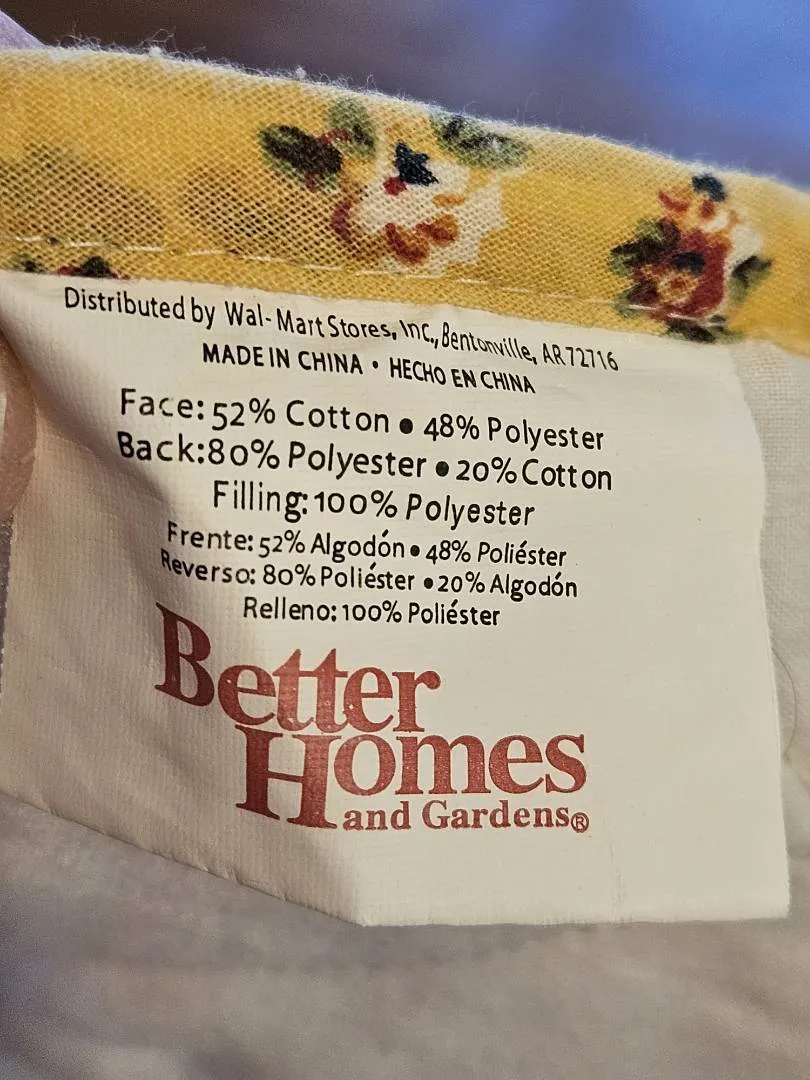 Distributed by Wal-Mart Stores, Inc., Bentonville, AR 72716
MADE IN CHINA • HECHO EN CHINA
Face: 52% Cotton • 48% Polyester
Back: 80% Polyester • 20% Cotton
Filling: 100% Polyester
Frente: 52% Algodón • 48% Poliéster
Reverso: 80% Poliéster • 20% Algodón
Relleno: 100% Poliéster
Better
Homes
and Gardens®